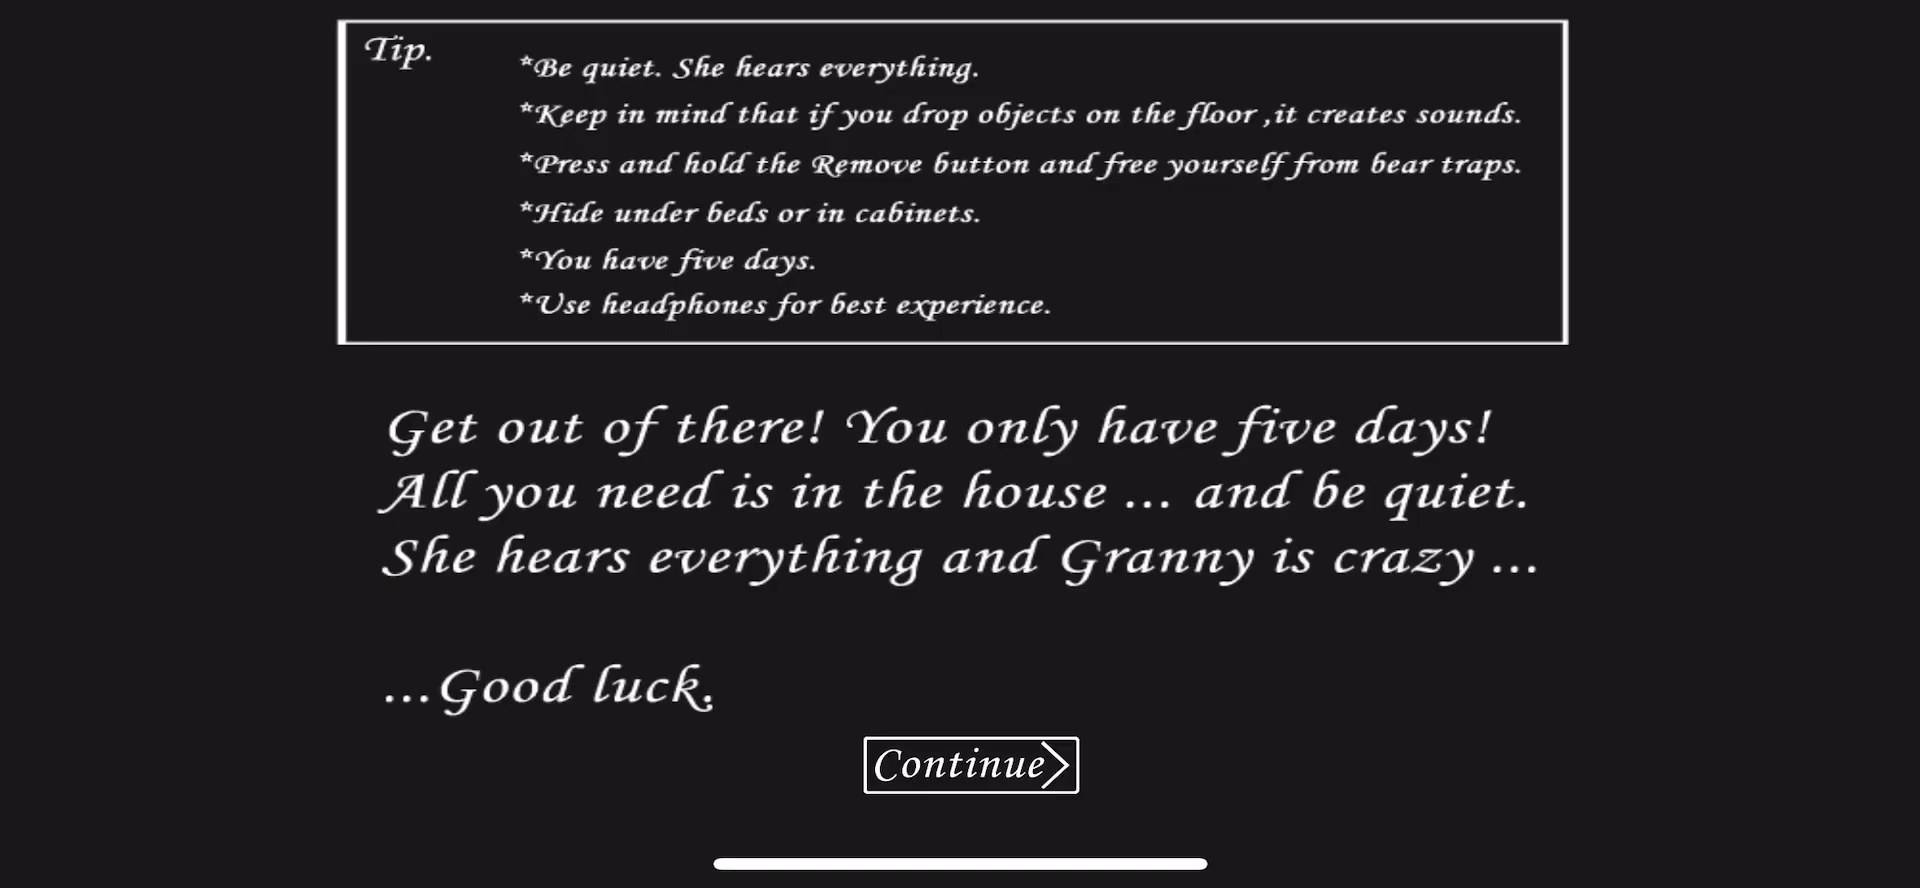 Tip.
*Be quiet. She hears everything.
*Keep in mind that if you drop objects on the floor ,it creates sounds.
*Press and hold the Remove button and free yourself from bear traps.
*Hide under beds or in cabinets.
*You have five days.
*Use headphones for best experience.
Get out of there! You only have five days!
All you need is in the house ... and be quiet.
She hears everything and Granny is crazy ...
...Good luck.
Continue